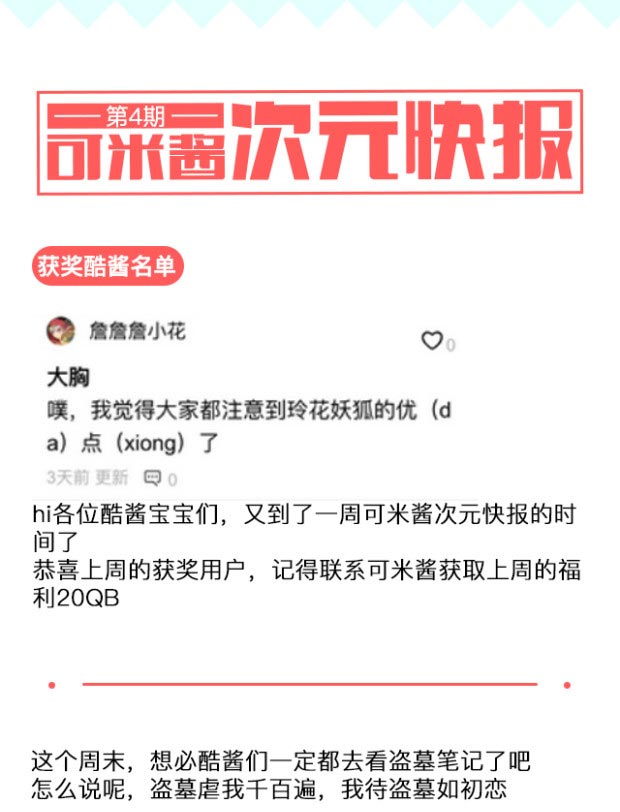 第4期
可米酱次元快报
获奖酷酱名单
詹詹詹小花
0
大胸
噗，我觉得大家都注意到玲花妖狐的优（d
a）点（xiong）了
3天前 更新 0
hi各位酷酱宝宝们，又到了一周可米酱次元快报的时
间了
恭喜上周的获奖用户，记得联系可米酱获取上周的福
利20QB
这个周末，想必酷酱们一定都去看盗墓笔记了吧
怎么说呢，盗墓虐我千百遍，我待盗墓如初恋